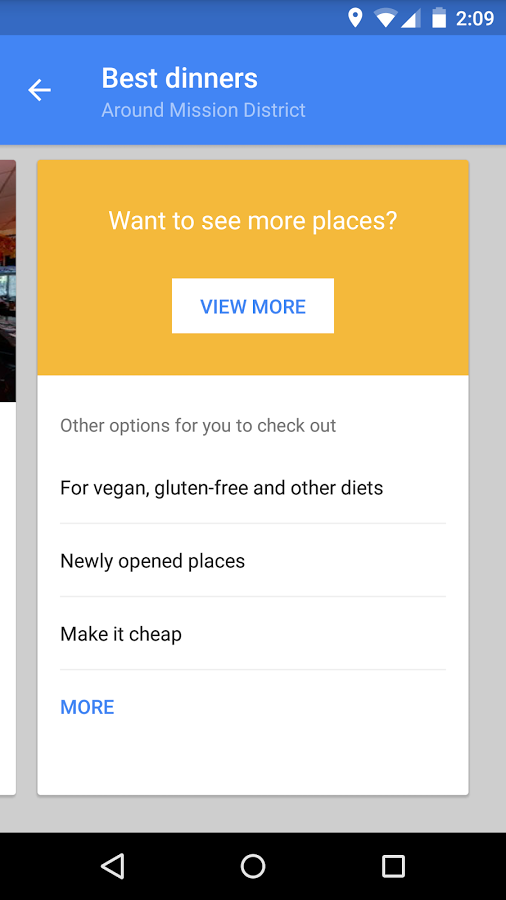 2:09
Best dinners
Around Mission District
Want to see more places?
VIEW MORE
Other options for you to check out
For vegan, gluten-free and other diets
Newly opened places
Make it cheap
MORE